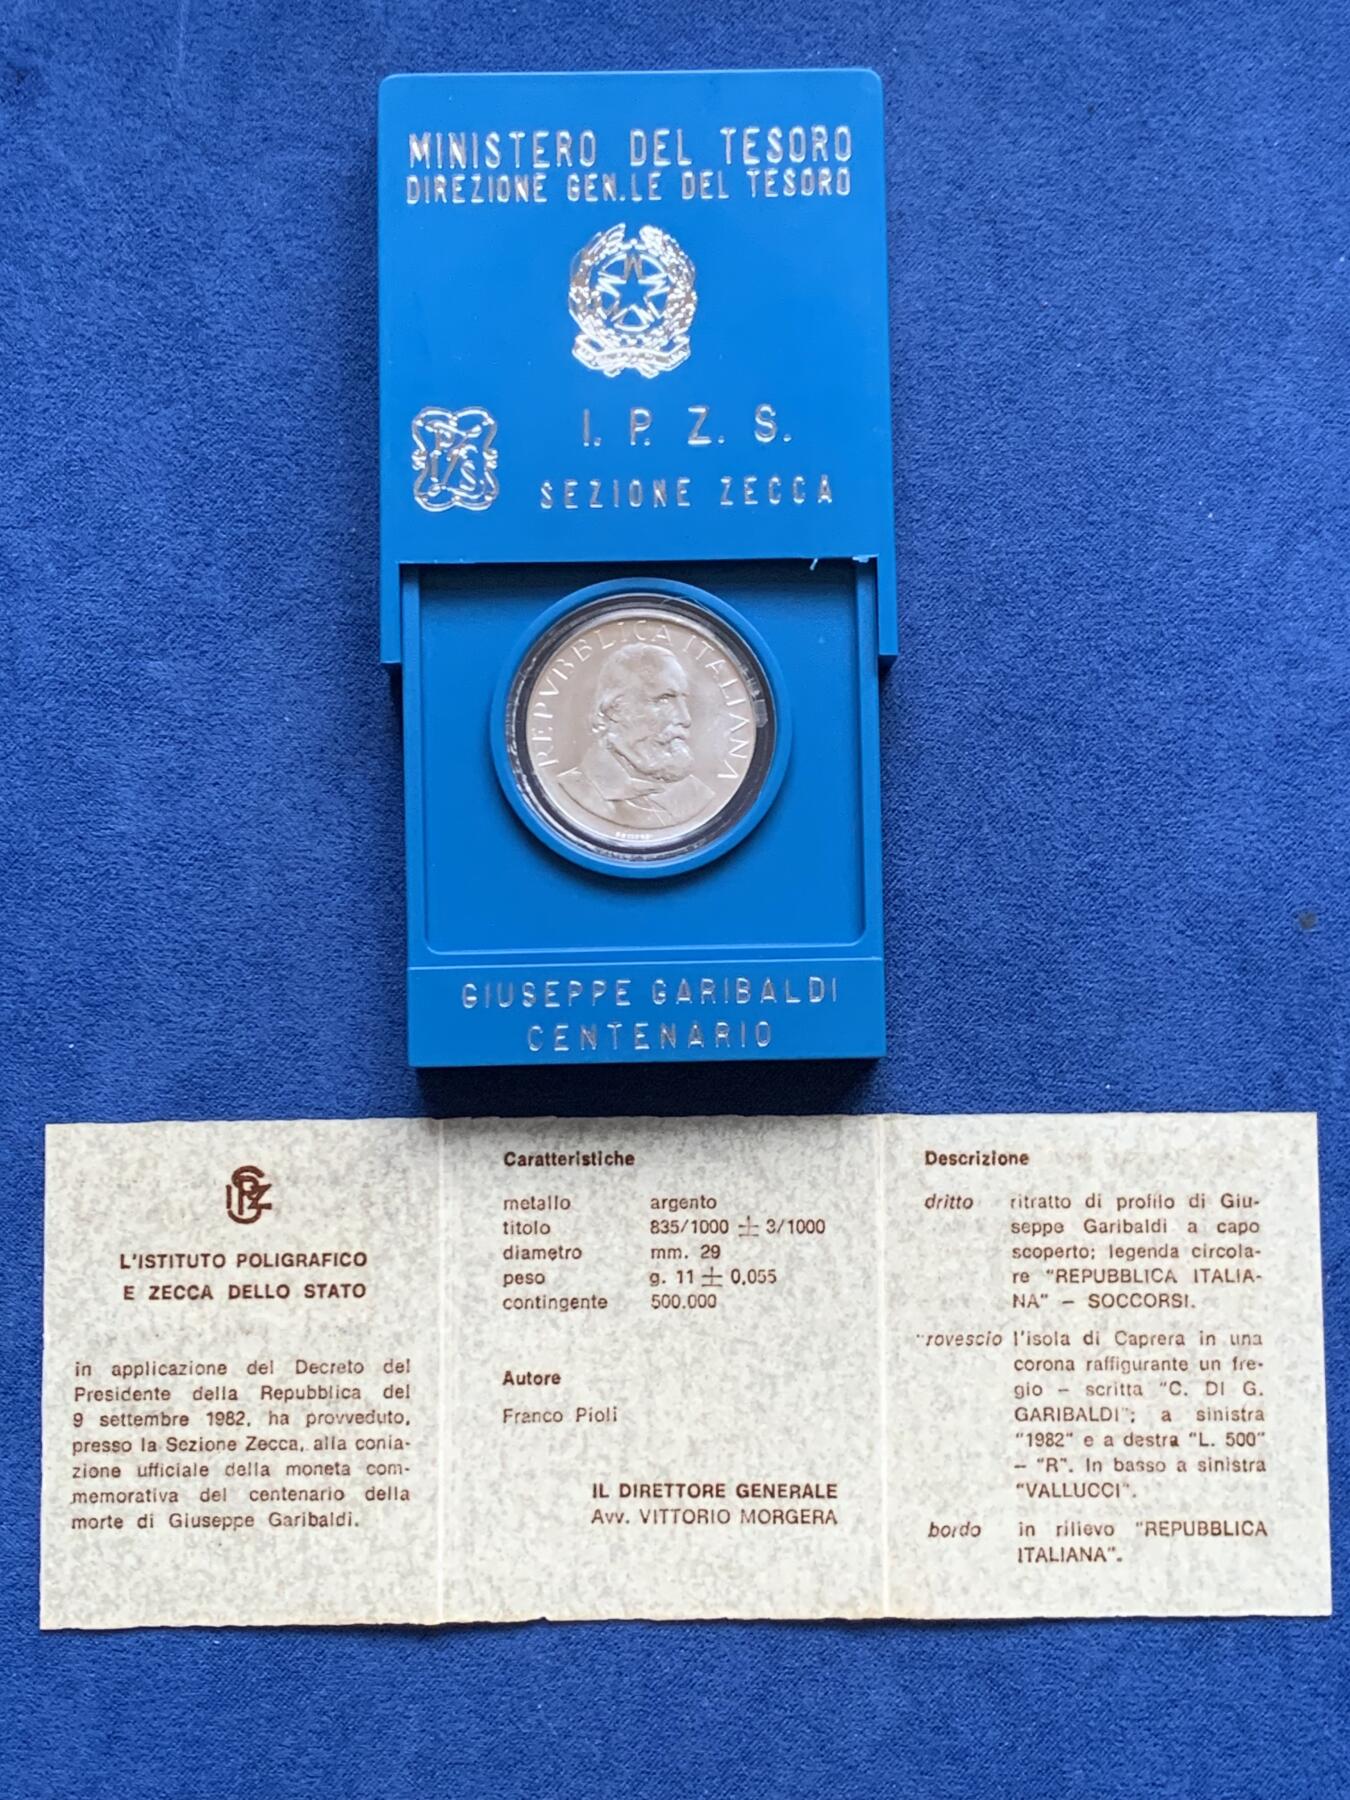 MINISTERO DEL TESORO
DIREZIONE GEN.LE DEL TESORO
I. P. Z. S.
SEZIONE ZECCA
REPVBBLICA ITALIANA
GIUSEPPE GARIBALDI
CENTENARIO
L'ISTITUTO POLIGRAFICO
E ZECCA DELLO STATO
in applicazione del Decreto del
Presidente della Repubblica del
9 settembre 1982, ha provveduto,
presso la Sezione Zecca, alla conia-
zione ufficiale della moneta com-
memorativa del centenario della
morte di Giuseppe Garibaldi.
Caratteristiche
metallo argento
titolo 835/1000 ± 3/1000
diametro mm. 29
peso g. 11 ± 0,055
contingente 500.000
Autore
Franco Pioli
IL DIRETTORE GENERALE
Avv. VITTORIO MORGERA
Descrizione
dritto ritratto di profilo di Giu-
seppe Garibaldi a capo
scoperto; legenda circola-
re "REPUBBLICA ITALIA-
NA" – SOCCORSI.
rovescio l'isola di Caprera in una
corona raffigurante un fre-
gio – scritta "C. DI G.
GARIBALDI"; a sinistra
"1982" e a destra "L. 500"
– "R". In basso a sinistra
"VALLUCCI".
bordo in rilievo "REPUBBLICA
ITALIANA".